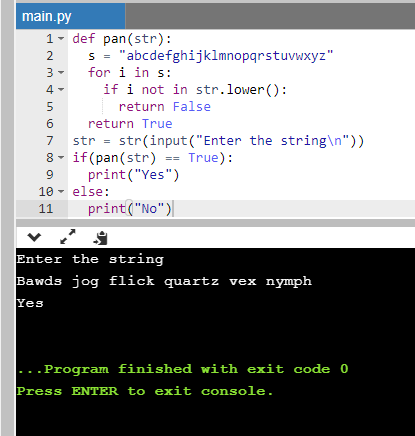 main.py
1 def pan(str):
2   s = "abcdefghijklmnopqrstuvwxyz"
3   for i in s:
4     if i not in str.lower():
5       return False
6   return True
7 str = str(input("Enter the string\n"))
8 if(pan(str) == True):
9   print("Yes")
10 else:
11   print("No")
Enter the string
Bawds jog flick quartz vex nymph
Yes
...Program finished with exit code 0
Press ENTER to exit console.